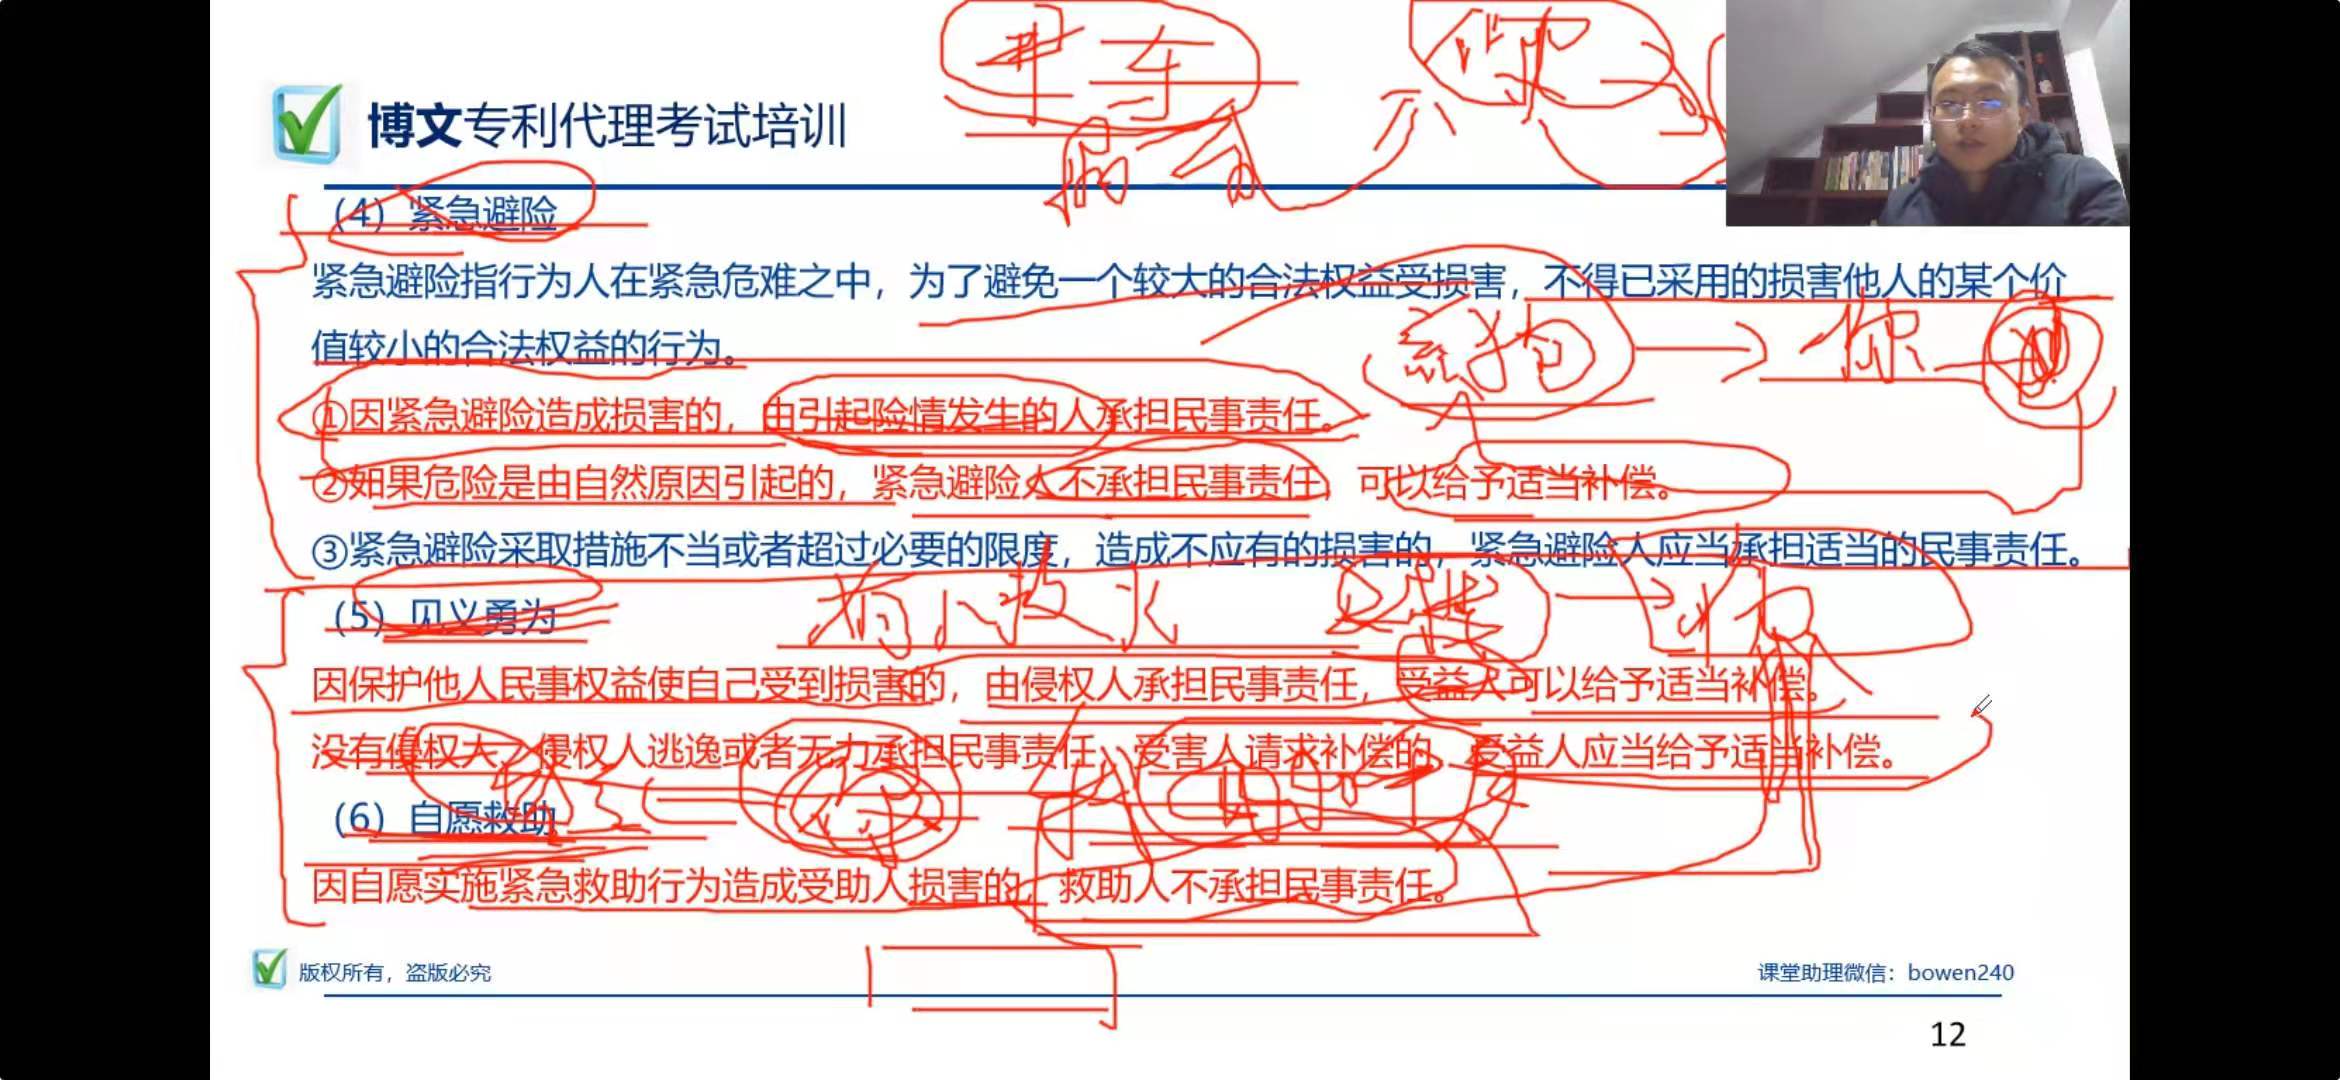 博文专利代理考试培训
（4）紧急避险
紧急避险指行为人在紧急危难之中，为了避免一个较大的合法权益受损害，不得已采用的损害他人的某个价
值较小的合法权益的行为。
①因紧急避险造成损害的，由引起险情发生的人承担民事责任。
②如果危险是由自然原因引起的，紧急避险人不承担民事责任，可以给予适当补偿。
③紧急避险采取措施不当或者超过必要的限度，造成不应有的损害的，紧急避险人应当承担适当的民事责任。
（5）见义勇为
因保护他人民事权益使自己受到损害的，由侵权人承担民事责任，受益人可以给予适当补偿。
没有侵权人、侵权人逃逸或者无力承担民事责任，受害人请求补偿的，受益人应当给予适当补偿。
（6）自愿救助
因自愿实施紧急救助行为造成受助人损害的，救助人不承担民事责任。
版权所有，盗版必究
课堂助理微信：bowen240
12